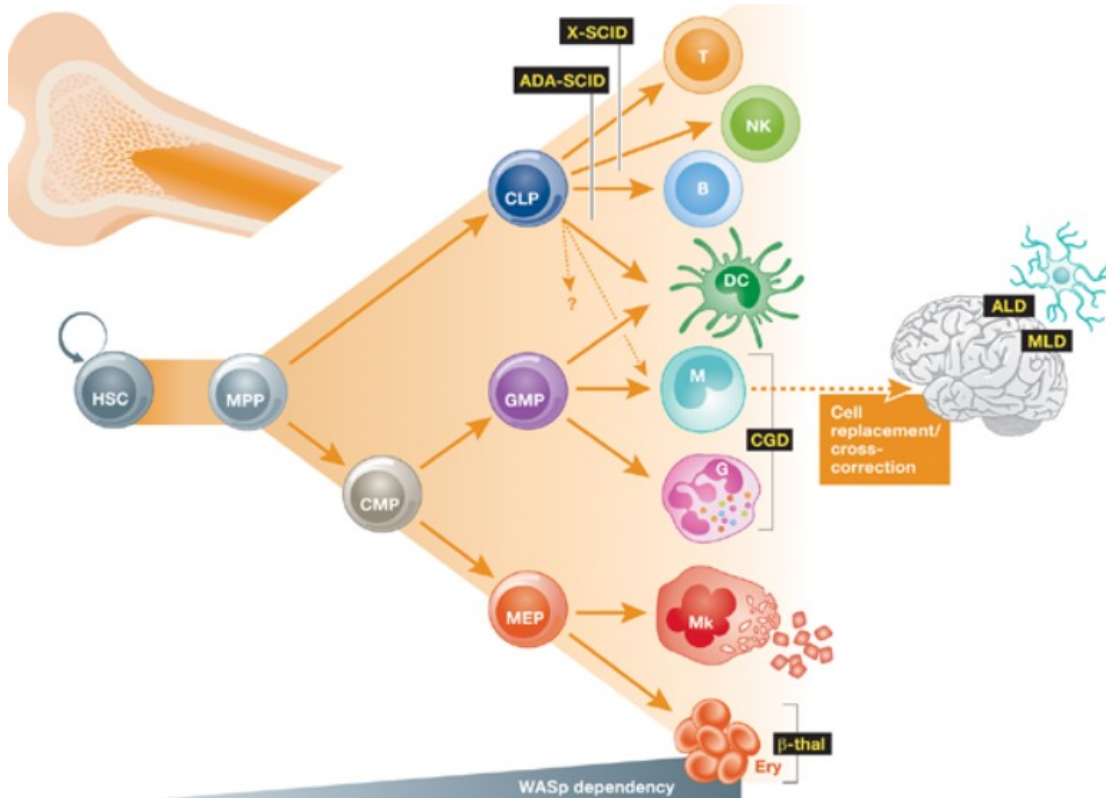 X-SCID
ADA-SCID
T
NK
CLP
B
DC
?
ALD
MLD
HSC
MPP
GMP
M
CGD
Cell
replacement/
cross-
correction
G
CMP
MEP
Mk
β-thal
Ery
WASp dependency